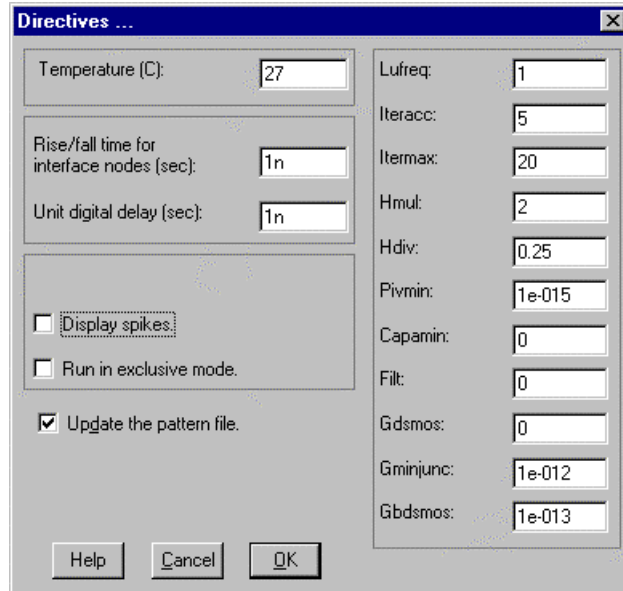 Directives ...
Temperature (C): 27
Rise/fall time for
interface nodes (sec): 1n
Unit digital delay (sec): 1n
Display spikes.
Run in exclusive mode.
Update the pattern file.
Help Cancel OK
Lufreq: 1
Iteracc: 5
Itermax: 20
Hmul: 2
Hdiv: 0.25
Pivmin: 1e-015
Capamin: 0
Filt: 0
Gdsmos: 0
Gminjunc: 1e-012
Gbdsmos: 1e-013